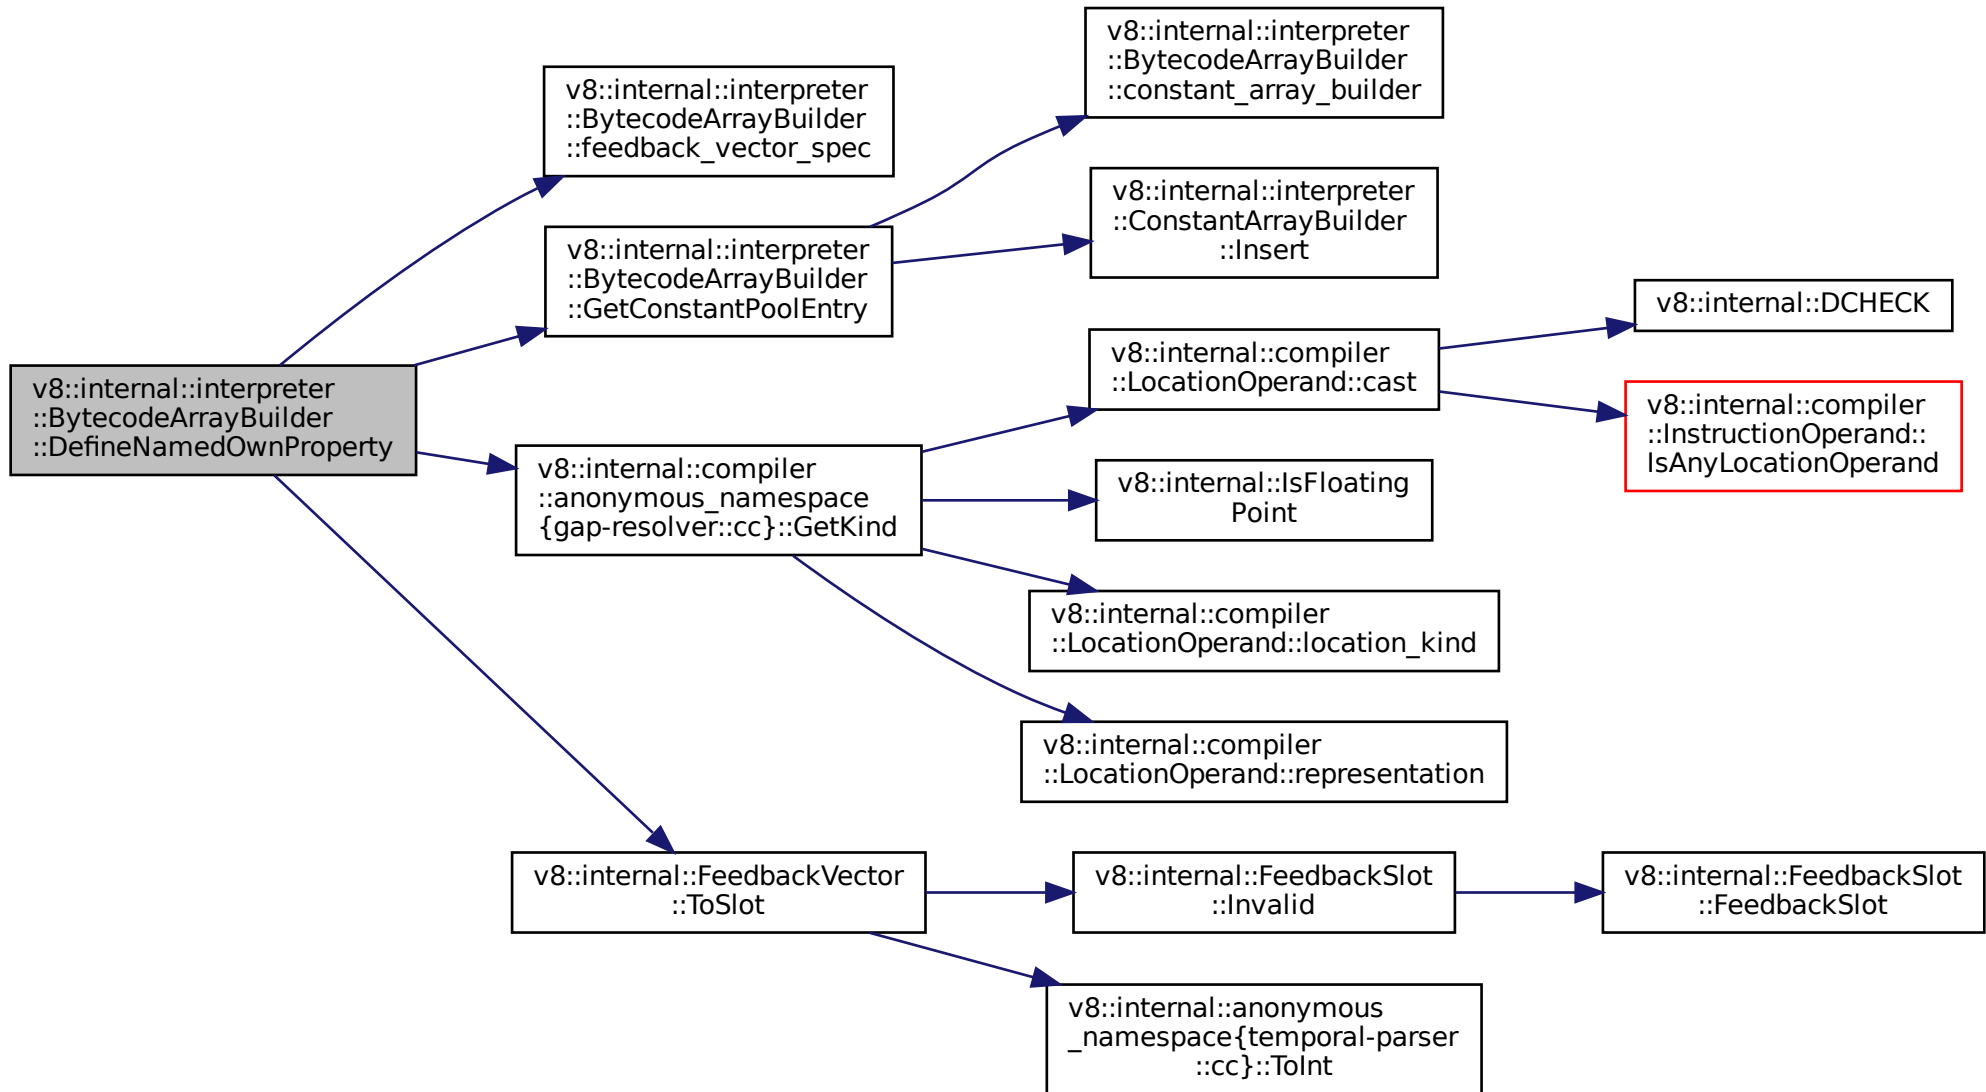 v8::internal::interpreter
::BytecodeArrayBuilder
::DefineNamedOwnProperty
v8::internal::interpreter
::BytecodeArrayBuilder
::feedback_vector_spec
v8::internal::interpreter
::BytecodeArrayBuilder
::GetConstantPoolEntry
v8::internal::interpreter
::BytecodeArrayBuilder
::constant_array_builder
v8::internal::interpreter
::ConstantArrayBuilder
::Insert
v8::internal::compiler
::anonymous_namespace
{gap-resolver::cc}::GetKind
v8::internal::compiler
::LocationOperand::cast
v8::internal::DCHECK
v8::internal::compiler
::InstructionOperand::
IsAnyLocationOperand
v8::internal::IsFloating
Point
v8::internal::compiler
::LocationOperand::location_kind
v8::internal::compiler
::LocationOperand::representation
v8::internal::FeedbackVector
::ToSlot
v8::internal::FeedbackSlot
::Invalid
v8::internal::FeedbackSlot
::FeedbackSlot
v8::internal::anonymous
_namespace{temporal-parser
::cc}::ToInt